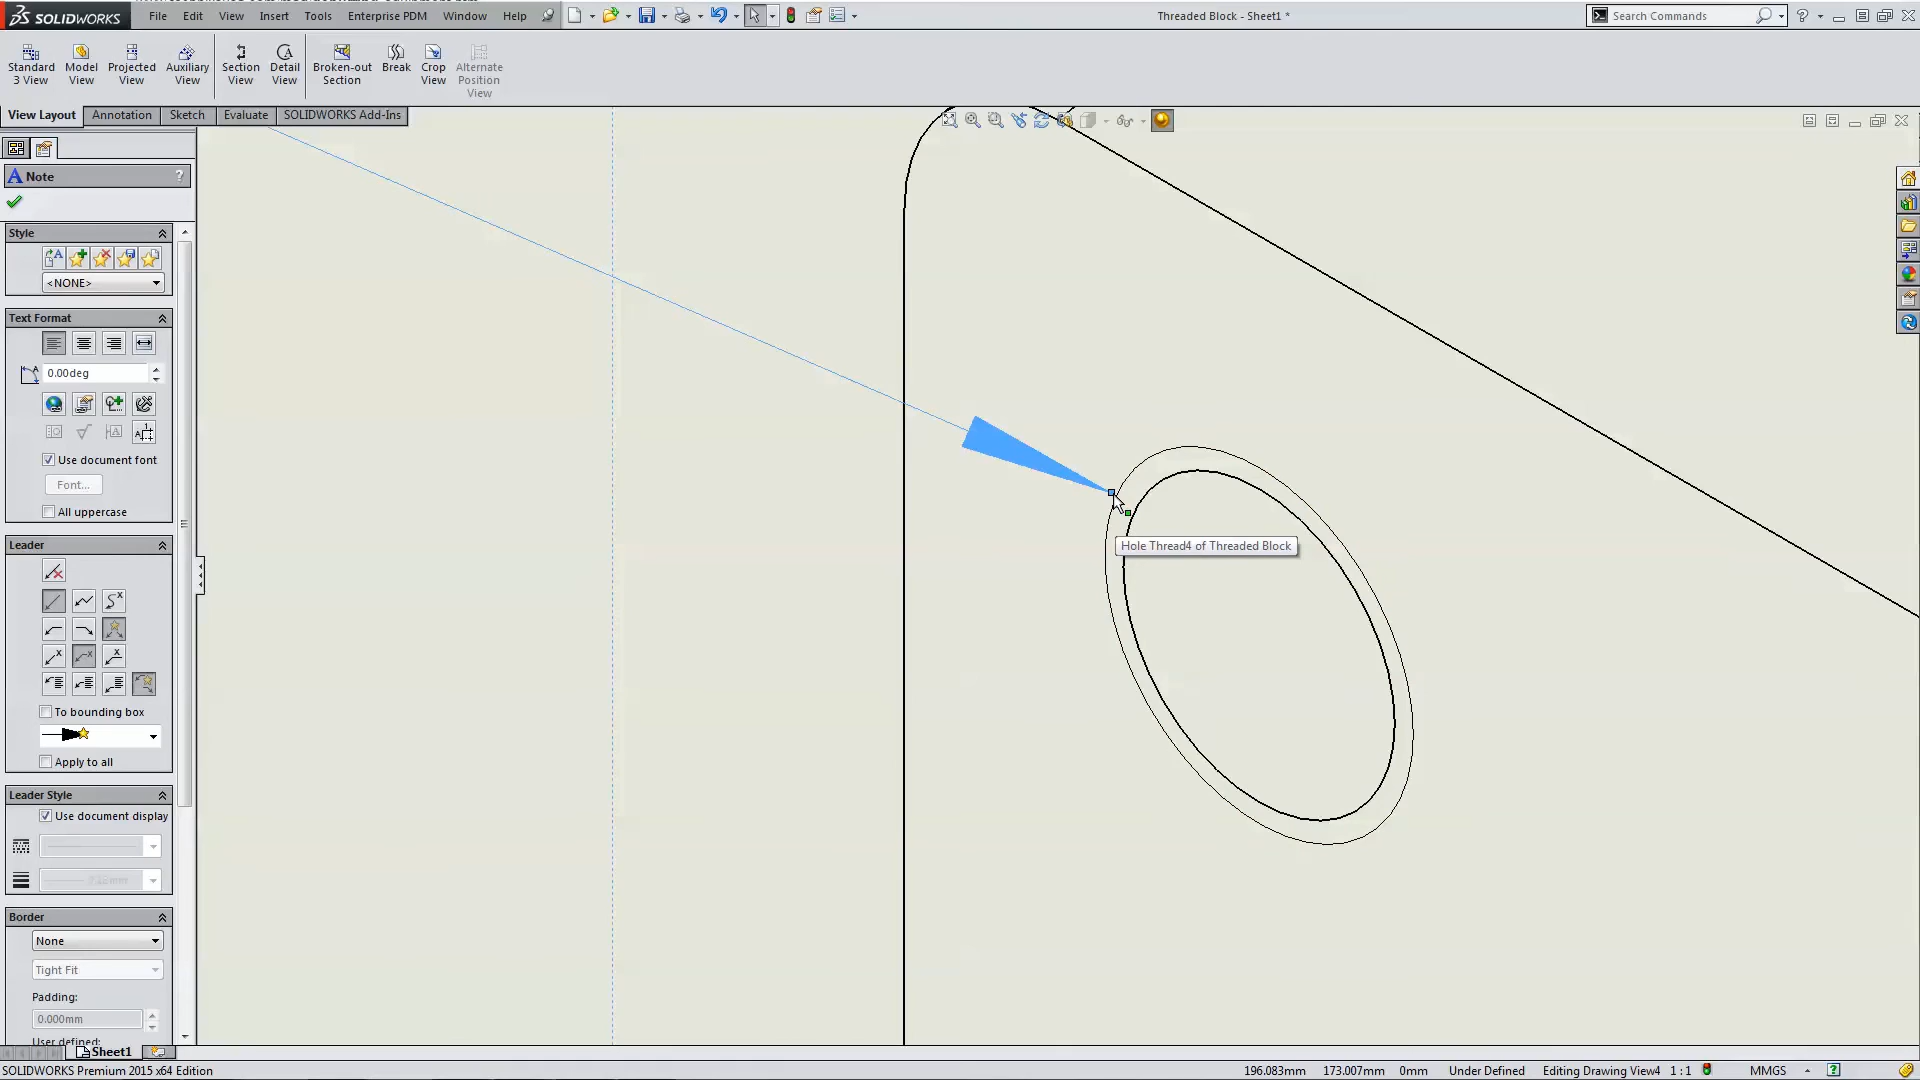 SOLIDWORKS File Edit View Insert Tools Enterprise PDM Window Help Threaded Block - Sheet1 * Search Commands
Standard 3 View
Model View
Projected View
Auxiliary View
Section View
Detail View
Broken-out Section
Break
Crop View
Alternate Position View
View Layout Annotation Sketch Evaluate SOLIDWORKS Add-Ins
Note ?
Style
<NONE>
Text Format
0.00deg
Use document font
Font...
All uppercase
Leader
To bounding box
Apply to all
Leader Style
Use document display
Border
None
Tight Fit
Padding:
0.000mm
User defined:
Hole Thread4 of Threaded Block
Sheet1
SOLIDWORKS Premium 2015 x64 Edition 196.083mm 173.007mm 0mm Under Defined Editing Drawing View4 1 : 1 MMGS